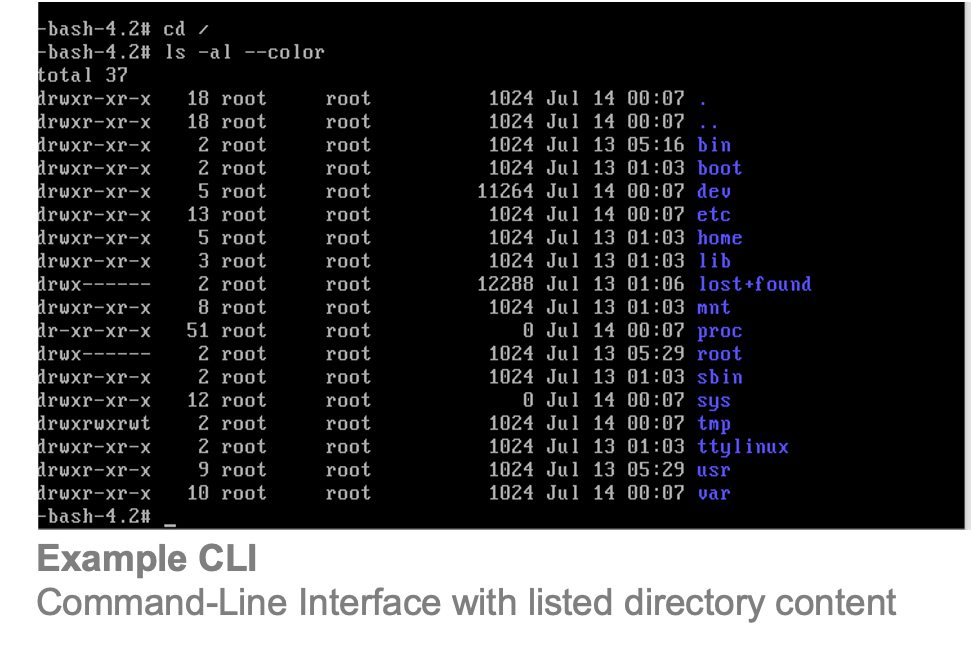 -bash-4.2# cd /
-bash-4.2# ls -al --color
total 37
drwxr-xr-x   18 root     root          1024 Jul 14 00:07 .
drwxr-xr-x   18 root     root          1024 Jul 14 00:07 ..
drwxr-xr-x    2 root     root          1024 Jul 13 05:16 bin
drwxr-xr-x    2 root     root          1024 Jul 13 01:03 boot
drwxr-xr-x    5 root     root         11264 Jul 14 00:07 dev
drwxr-xr-x   13 root     root          1024 Jul 14 00:07 etc
drwxr-xr-x    5 root     root          1024 Jul 13 01:03 home
drwxr-xr-x    3 root     root          1024 Jul 13 01:03 lib
drwx------    2 root     root         12288 Jul 13 01:06 lost+found
drwxr-xr-x    8 root     root          1024 Jul 13 01:03 mnt
dr-xr-xr-x   51 root     root             0 Jul 14 00:07 proc
drwx------    2 root     root          1024 Jul 13 05:29 root
drwxr-xr-x    2 root     root          1024 Jul 13 01:03 sbin
drwxr-xr-x   12 root     root             0 Jul 14 00:07 sys
drwxrwxrwt    2 root     root          1024 Jul 14 00:07 tmp
drwxr-xr-x    2 root     root          1024 Jul 13 01:03 ttylinux
drwxr-xr-x    9 root     root          1024 Jul 13 05:29 usr
drwxr-xr-x   10 root     root          1024 Jul 14 00:07 var
-bash-4.2# _
Example CLI
Command-Line Interface with listed directory content